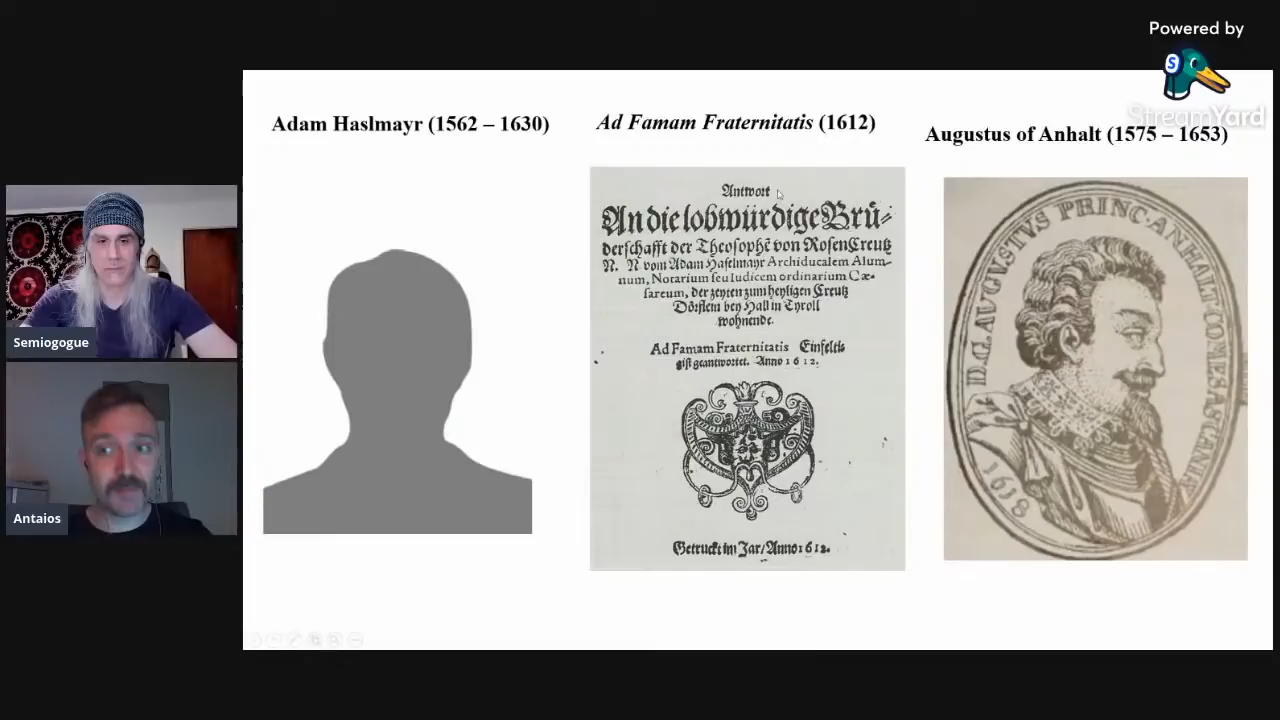 Powered by
StreamYard
Adam Haslmayr (1562 – 1630)
Ad Famam Fraternitatis (1612)
Augustus of Anhalt (1575 – 1653)
Antwort
An die lobwürdige Brü-
derschafft der Theosophē von RosenCreutz
N. N vom Adam Haselmayr Archiducalem Alum-
num, Notarium seu Iudicem ordinarium Cæ-
sareum, der zeyten zum heyligen Creutz
Dörflein bey Hall in Tyroll
wohnende.
Ad Famam Fraternitatis Einfelti-
gist geantwortet. Anno 1612.
Getruckt im Jar/Anno 1612.
D.G. AVGVSTVS PRINC. ANHALT. COMES ASCANIE
1618
Semiogogue
Antaios